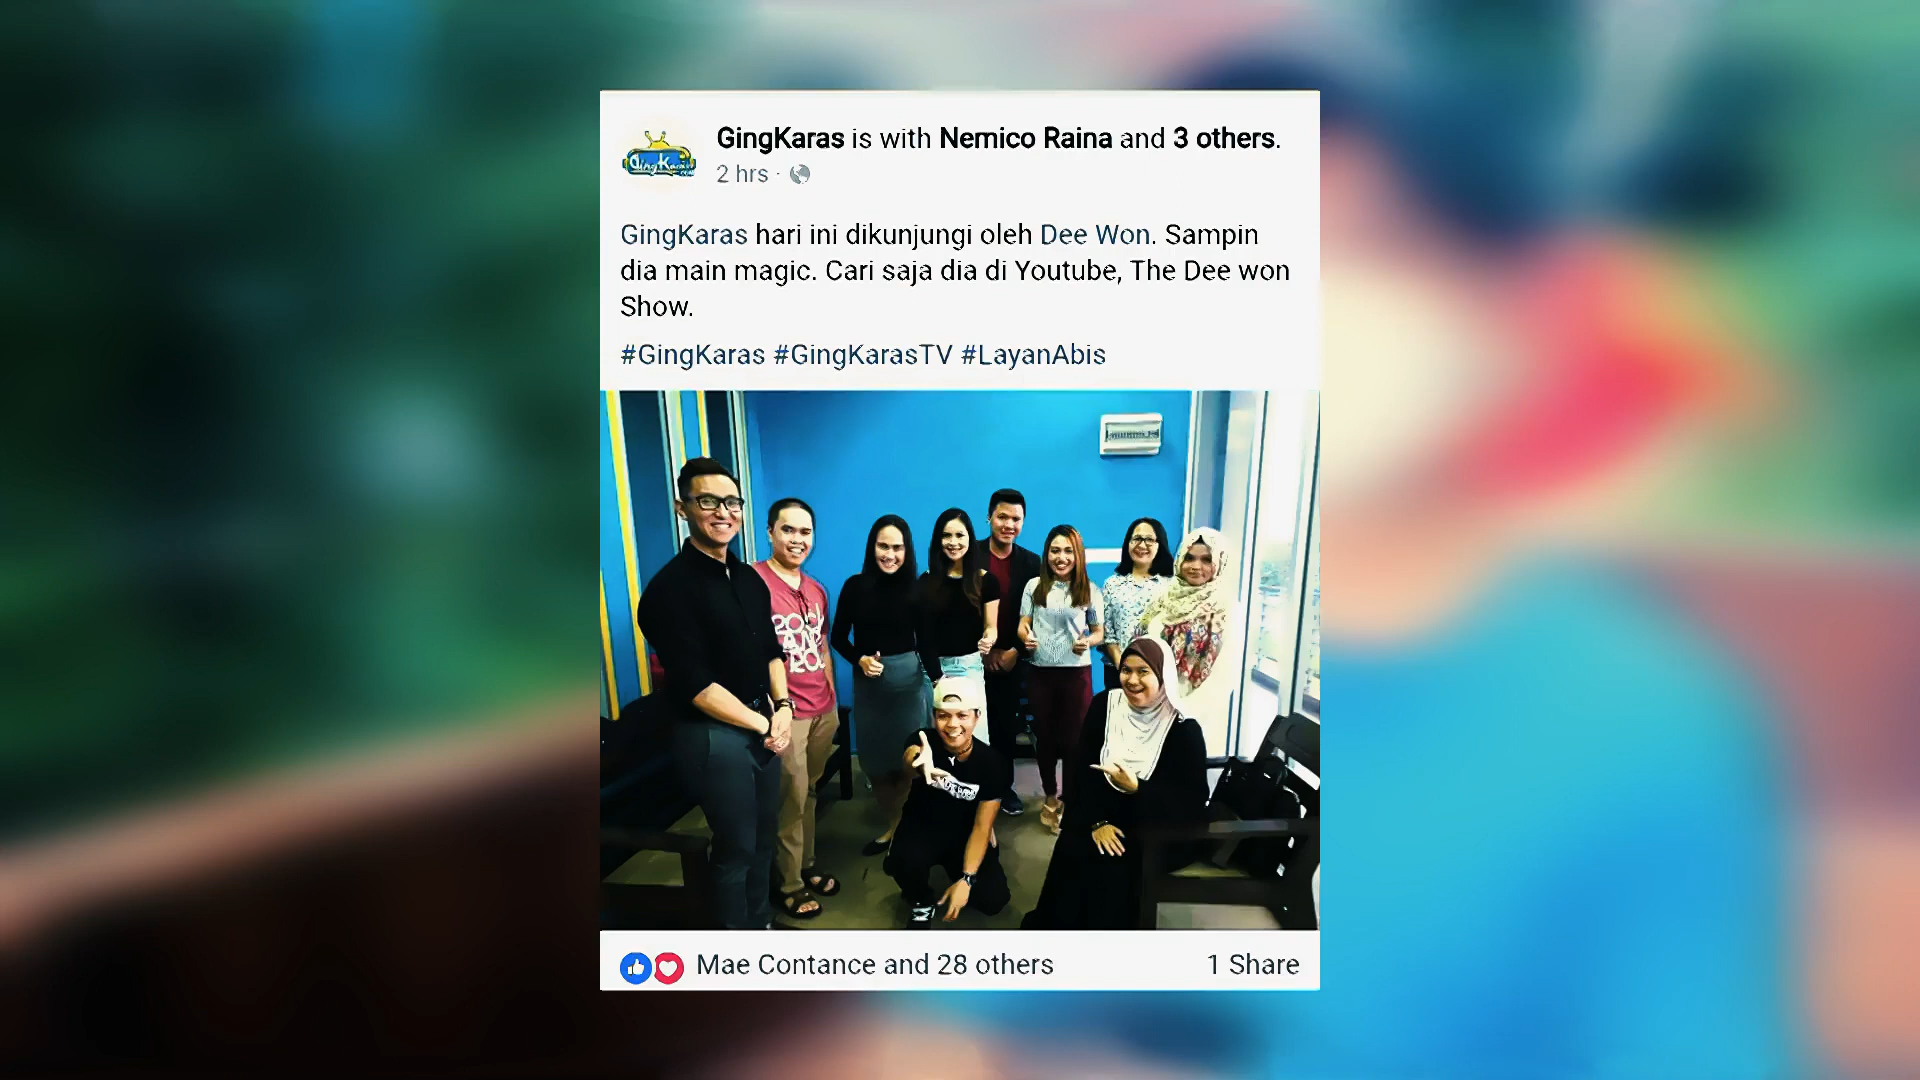 GingKaras is with Nemico Raina and 3 others.
2 hrs ·
GingKaras hari ini dikunjungi oleh Dee Won. Sampin
dia main magic. Cari saja dia di Youtube, The Dee won
Show.
#GingKaras #GingKarasTV #LayanAbis
Mae Contance and 28 others
1 Share